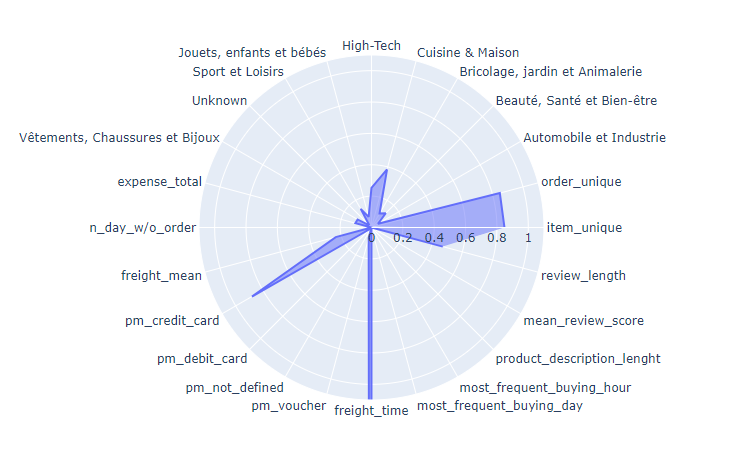 High-Tech
Jouets, enfants et bébés
Cuisine & Maison
Sport et Loisirs
Bricolage, jardin et Animalerie
Unknown
Beauté, Santé et Bien-être
Vêtements, Chaussures et Bijoux
Automobile et Industrie
expense_total
order_unique
n_day_w/o_order
item_unique
0 0.2 0.4 0.6 0.8 1
freight_mean
review_length
pm_credit_card
mean_review_score
pm_debit_card
product_description_lenght
pm_not_defined
most_frequent_buying_hour
pm_voucher
most_frequent_buying_day
freight_time